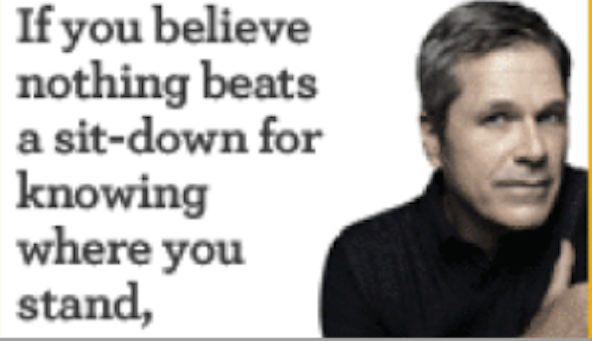 If you believe
nothing beats
a sit-down for
knowing
where you
stand,